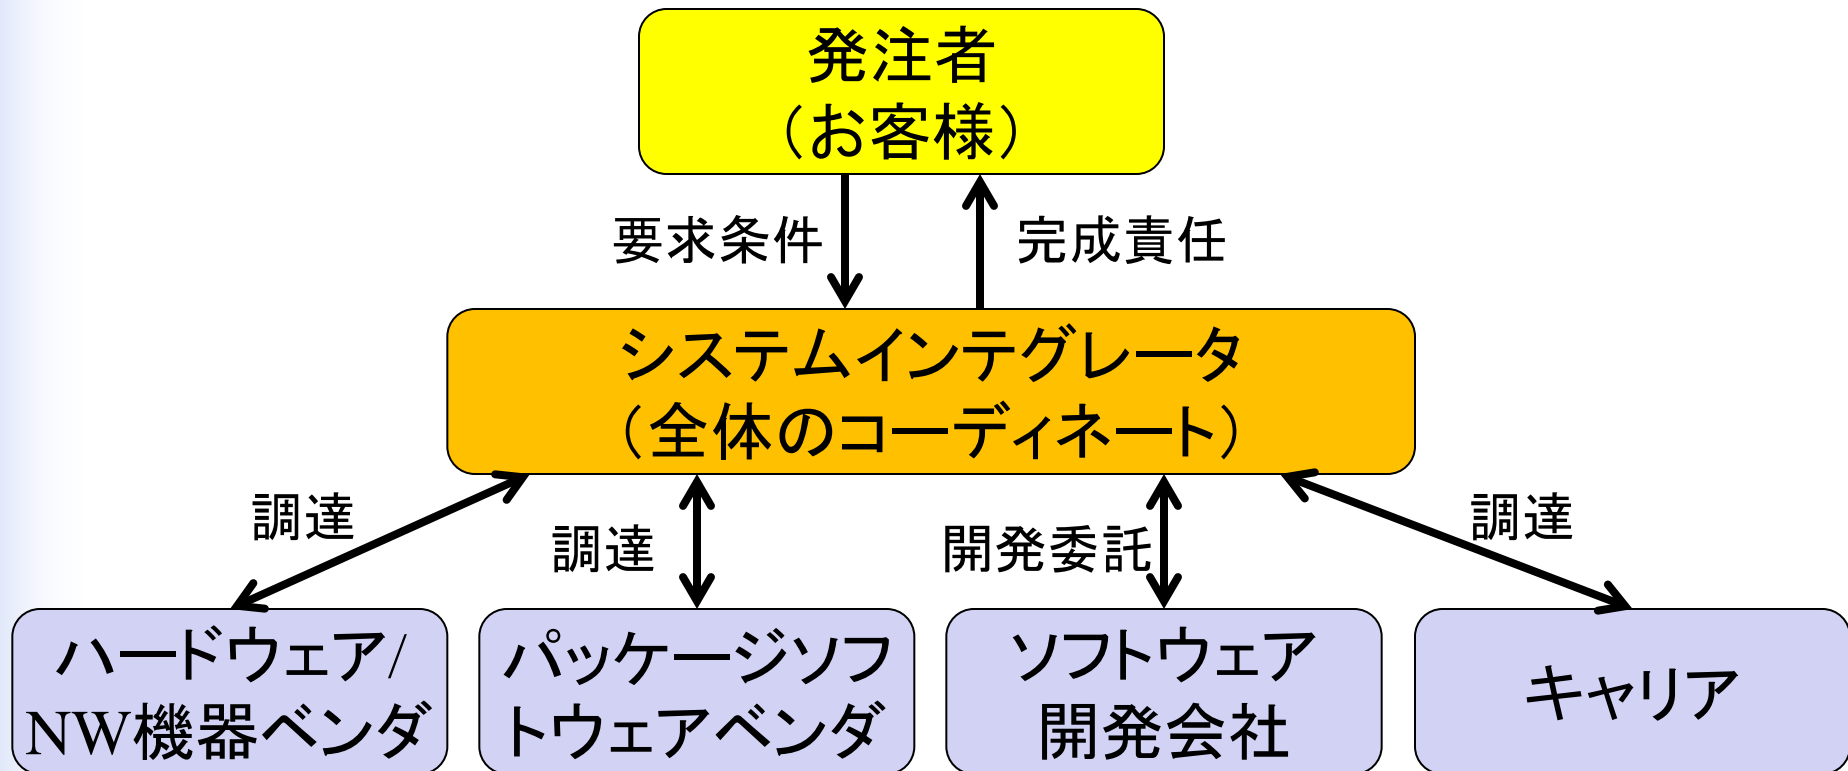 発注者
（お客様）
要求条件
完成責任
システムインテグレータ
（全体のコーディネート）
調達
調達
開発委託
調達
ハードウェア/
NW機器ベンダ
パッケージソフ
トウェアベンダ
ソフトウェア
開発会社
キャリア